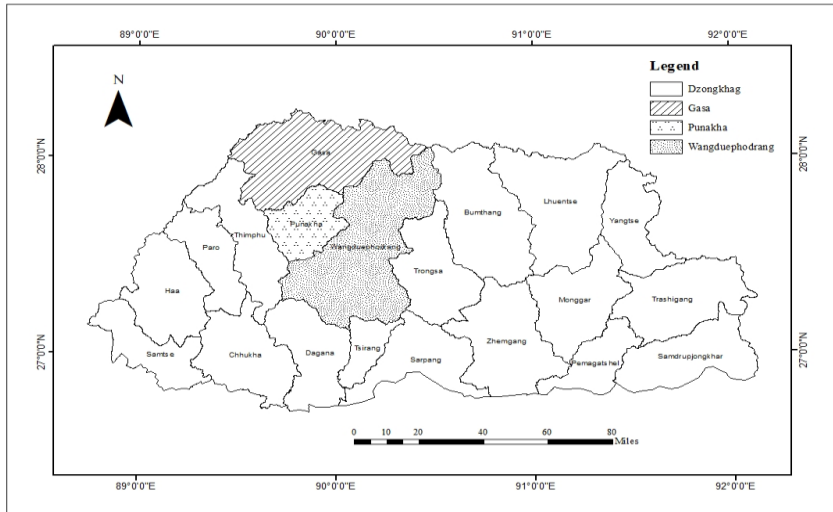 89°0'0"E 90°0'0"E 91°0'0"E 92°0'0"E
N
Legend
Dzongkhag
Gasa
Punakha
Wangduephodrang
28°0'0"N
28°0'0"N
27°0'0"N
27°0'0"N
Gasa
Punakha
Wangduephodrang
Thimphu
Paro
Haa
Samtse
Chhukha
Dagana
Tsirang
Sarpang
Trongsa
Bumthang
Lhuentse
Yangtse
Monggar
Trashigang
Zhemgang
Pemagatshel
Samdrupjongkhar
0 10 20 40 60 80
Miles
89°0'0"E 90°0'0"E 91°0'0"E 92°0'0"E